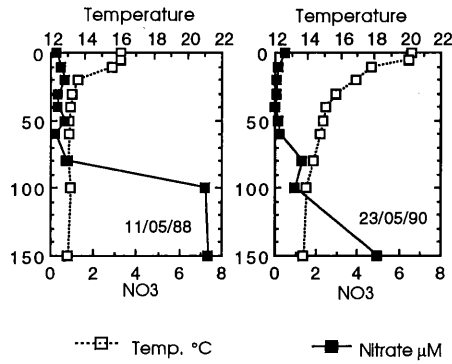 Temperature Temperature
12 14 16 18 20 22 12 14 16 18 20 22
0 0
50 50
100 100
11/05/88 23/05/90
150 150
0 2 4 6 8 0 2 4 6 8
NO3 NO3
Temp. °C Nitrate µM